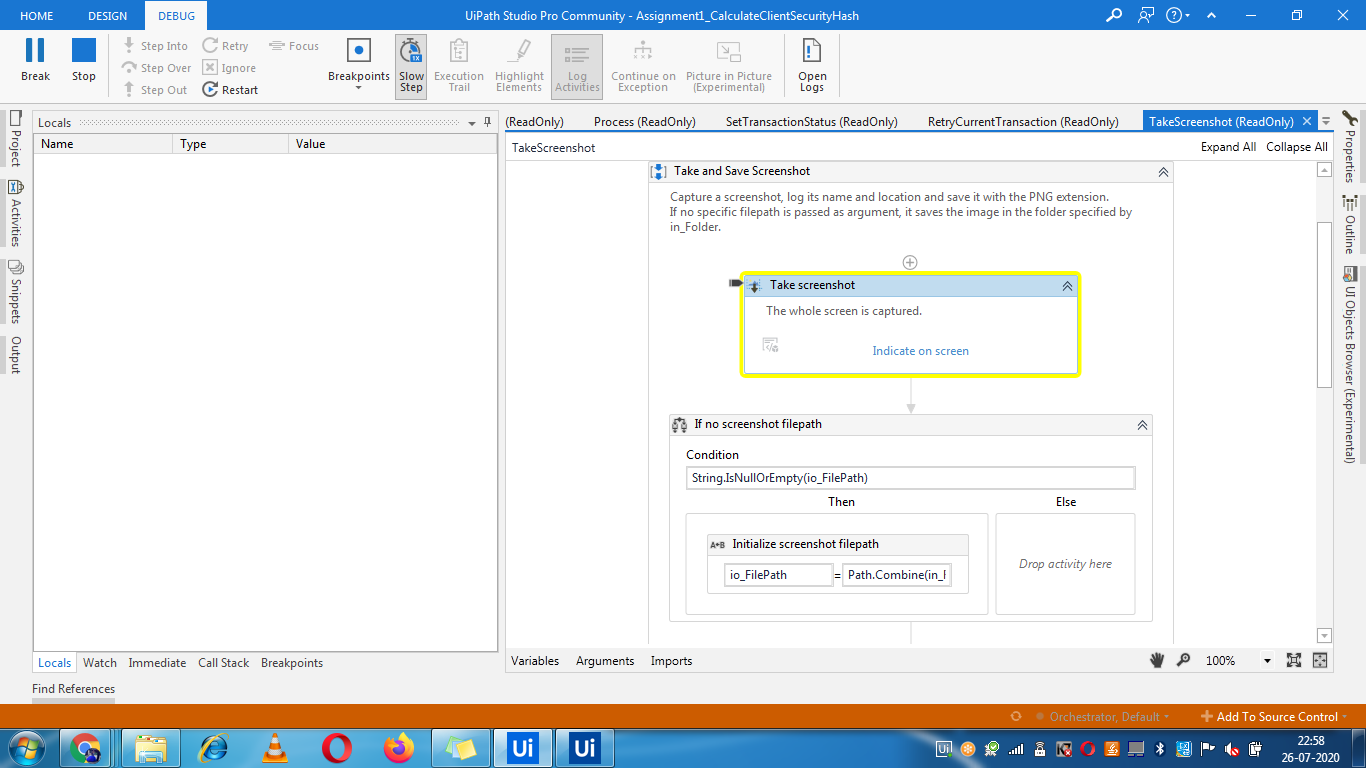 HOME DESIGN DEBUG UiPath Studio Pro Community - Assignment1_CalculateClientSecurityHash
Break
Stop
Step Into
Step Over
Step Out
Retry
Ignore
Restart
Focus
Breakpoints
1X
Slow
Step
Execution
Trail
Highlight
Elements
Log
Activities
Continue on
Exception
Picture in Picture
(Experimental)
Open
Logs
Project
Activities
Snippets
Output
Locals
Name Type Value
Locals Watch Immediate Call Stack Breakpoints
Find References
(ReadOnly) Process (ReadOnly) SetTransactionStatus (ReadOnly) RetryCurrentTransaction (ReadOnly) TakeScreenshot (ReadOnly)
TakeScreenshot Expand All Collapse All
Take and Save Screenshot
Capture a screenshot, log its name and location and save it with the PNG extension.
If no specific filepath is passed as argument, it saves the image in the folder specified by
in_Folder.
Take screenshot
The whole screen is captured.
Indicate on screen
If no screenshot filepath
Condition
String.IsNullOrEmpty(io_FilePath)
Then Else
A+B Initialize screenshot filepath
io_FilePath = Path.Combine(in_F
Drop activity here
Variables Arguments Imports 100%
Properties
Outline
UI Objects Browser (Experimental)
Orchestrator, Default Add To Source Control
Ui Ui
22:58
26-07-2020